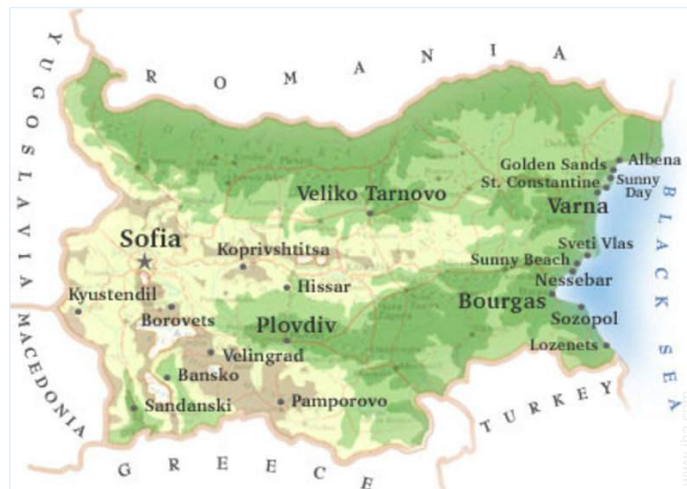 YUGOSLAVIA
ROMANIA
Golden Sands
Albena
St. Constantine
Sunny
Day
Veliko Tarnovo
Varna
BLACK SEA
Sofia
Koprivshtitsa
Sveti Vlas
Sunny Beach
Nessebar
Kyustendil
Hissar
Bourgas
Borovets
Plovdiv
Sozopol
Velingrad
Lozenets
Bansko
MACEDONIA
Sandanski
Pamporovo
TURKEY
GREECE